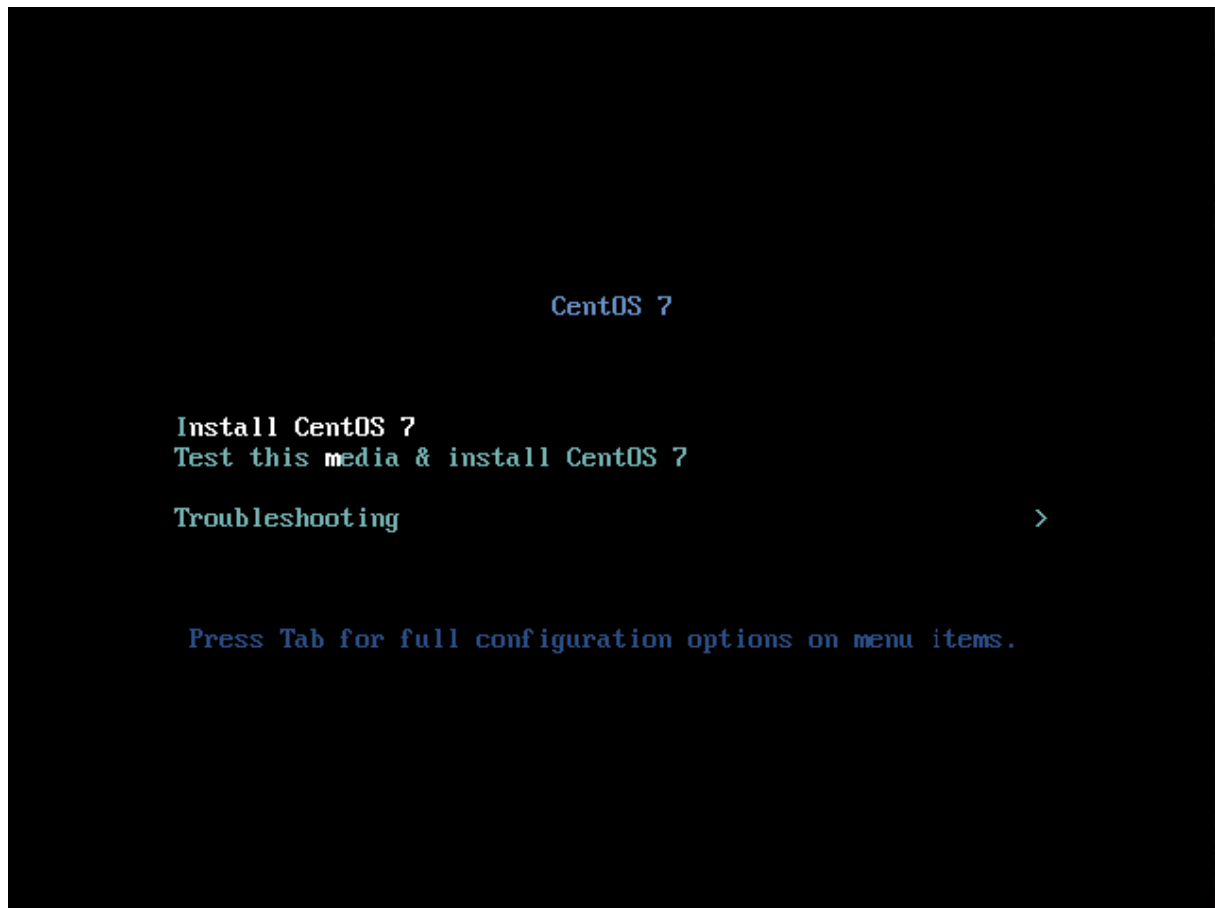 CentOS 7
Install CentOS 7
Test this media & install CentOS 7
Troubleshooting >
Press Tab for full configuration options on menu items.